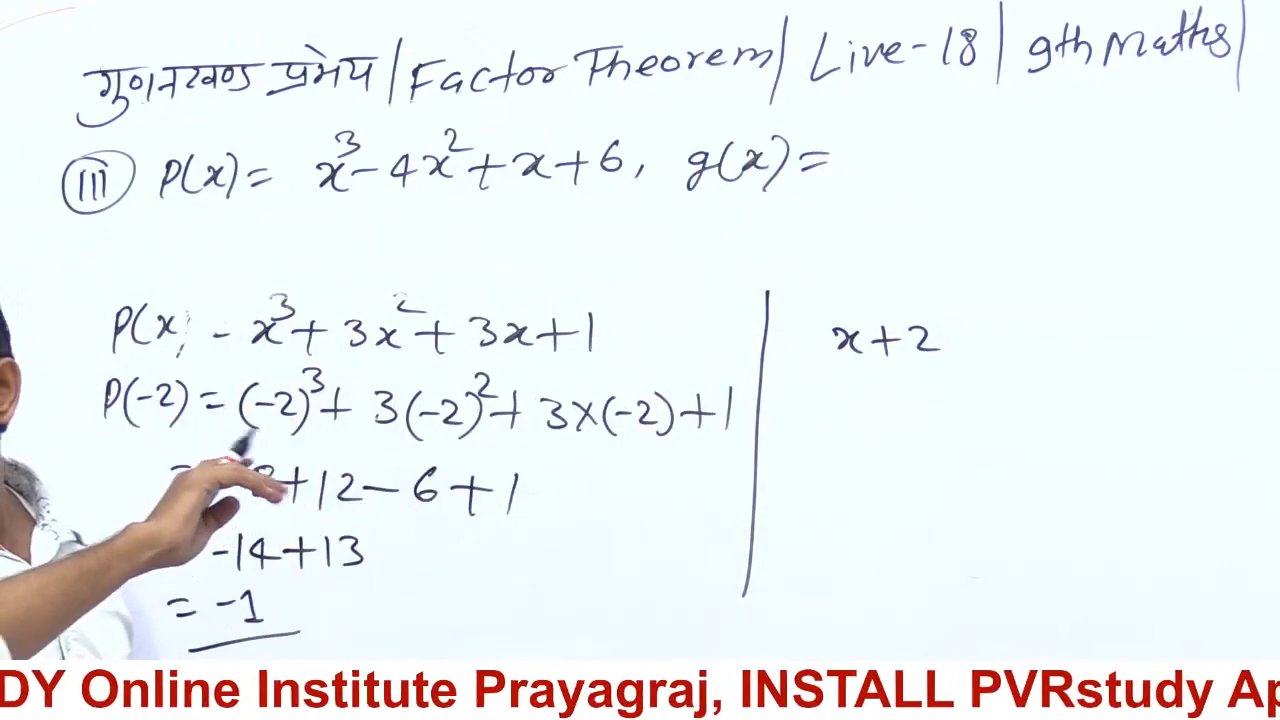 गुणनखण्ड प्रमेय / Factor Theorem / Live-18 / 9th Maths /
(III) P(x) = x³ - 4x² + x + 6, g(x) =
P(x) - x³ + 3x² + 3x + 1
x + 2
P(-2) = (-2)³ + 3(-2)² + 3×(-2) + 1
+ 12 - 6 + 1
-14 + 13
= -1
DY Online Institute Prayagraj, INSTALL PVRstudy Ap